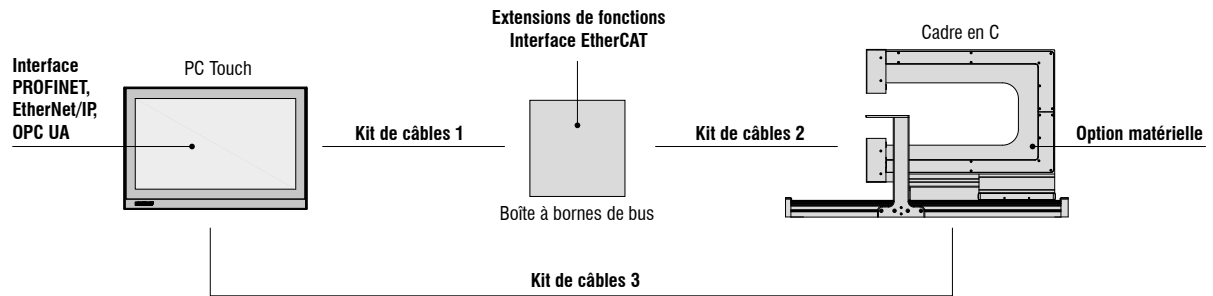 Extensions de fonctions
Interface EtherCAT
Cadre en C
Interface
PROFINET,
EtherNet/IP,
OPC UA
PC Touch
Kit de câbles 1
Kit de câbles 2
Option matérielle
Boîte à bornes de bus
Kit de câbles 3